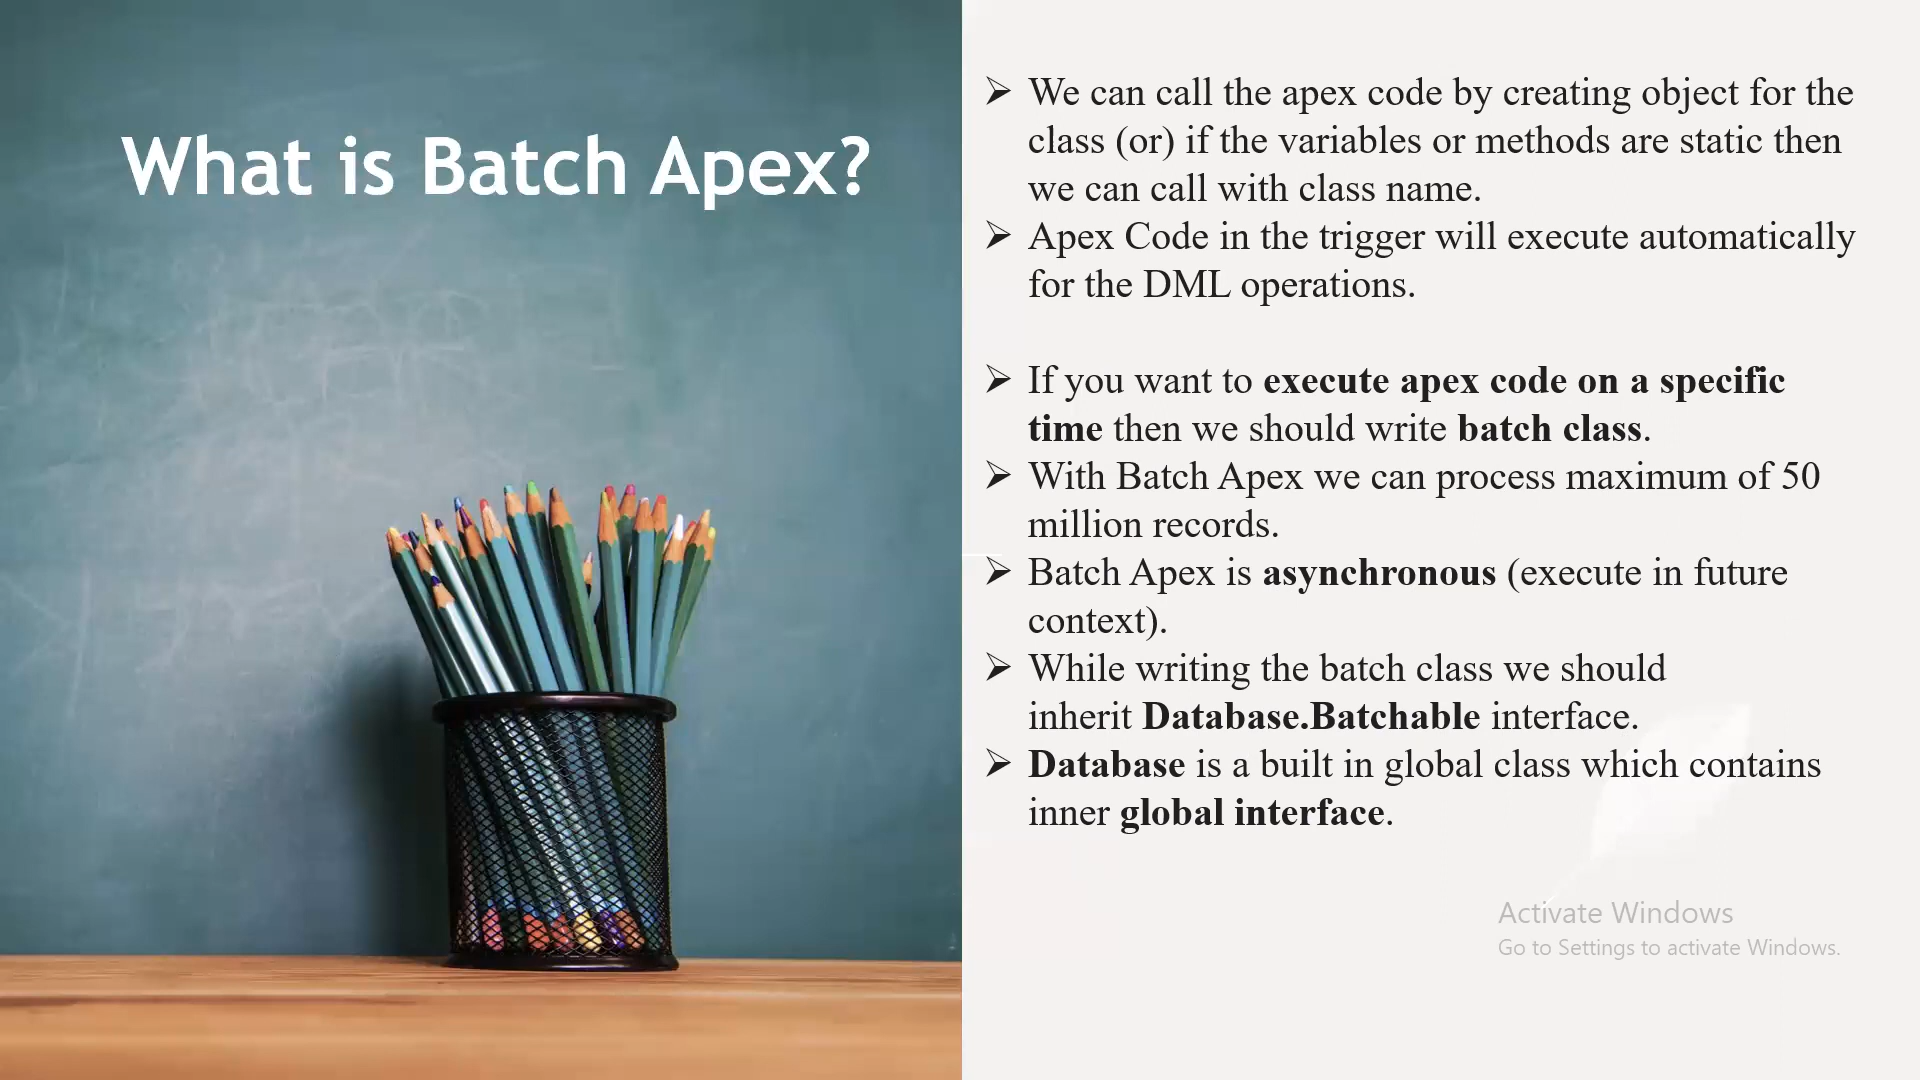 What is Batch Apex?
➢ We can call the apex code by creating object for the
class (or) if the variables or methods are static then
we can call with class name.
➢ Apex Code in the trigger will execute automatically
for the DML operations.
➢ If you want to execute apex code on a specific
time then we should write batch class.
➢ With Batch Apex we can process maximum of 50
million records.
➢ Batch Apex is asynchronous (execute in future
context).
➢ While writing the batch class we should
inherit Database.Batchable interface.
➢ Database is a built in global class which contains
inner global interface.
Activate Windows
Go to Settings to activate Windows.